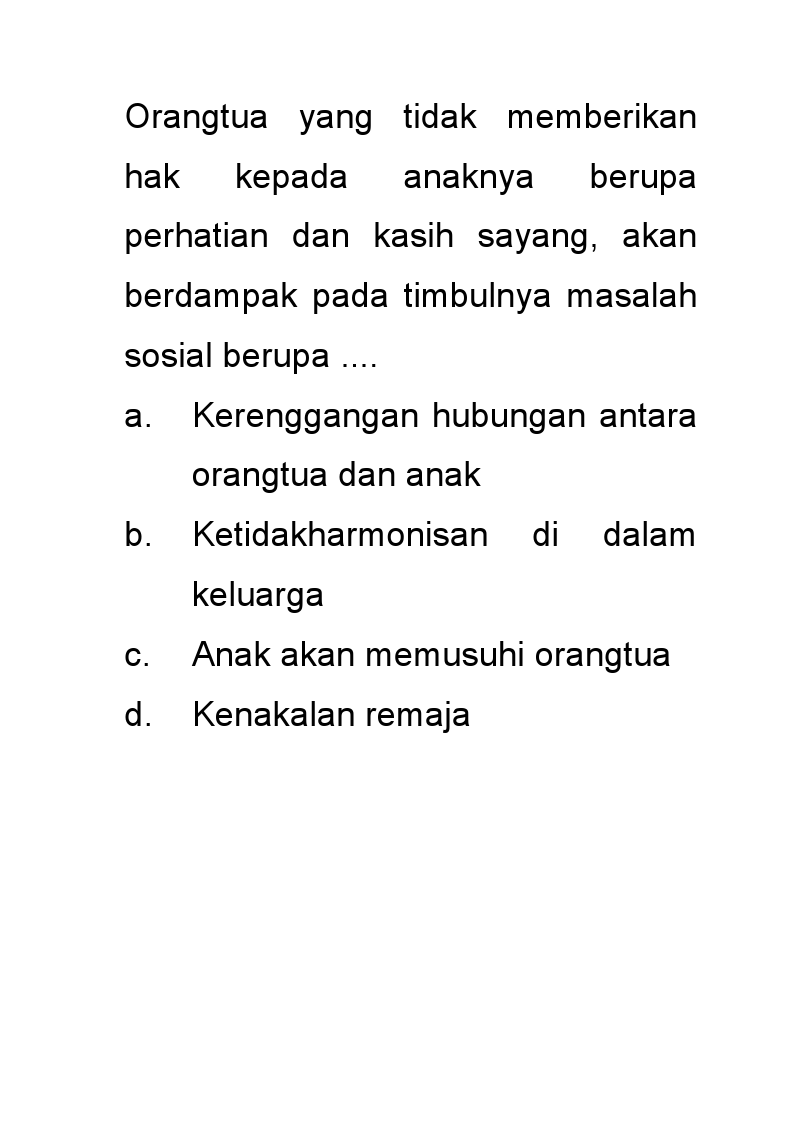 Orangtua yang tidak memberikan
hak kepada anaknya berupa
perhatian dan kasih sayang, akan
berdampak pada timbulnya masalah
sosial berupa ....
a. Kerenggangan hubungan antara
orangtua dan anak
b. Ketidakharmonisan di dalam
keluarga
c. Anak akan memusuhi orangtua
d. Kenakalan remaja